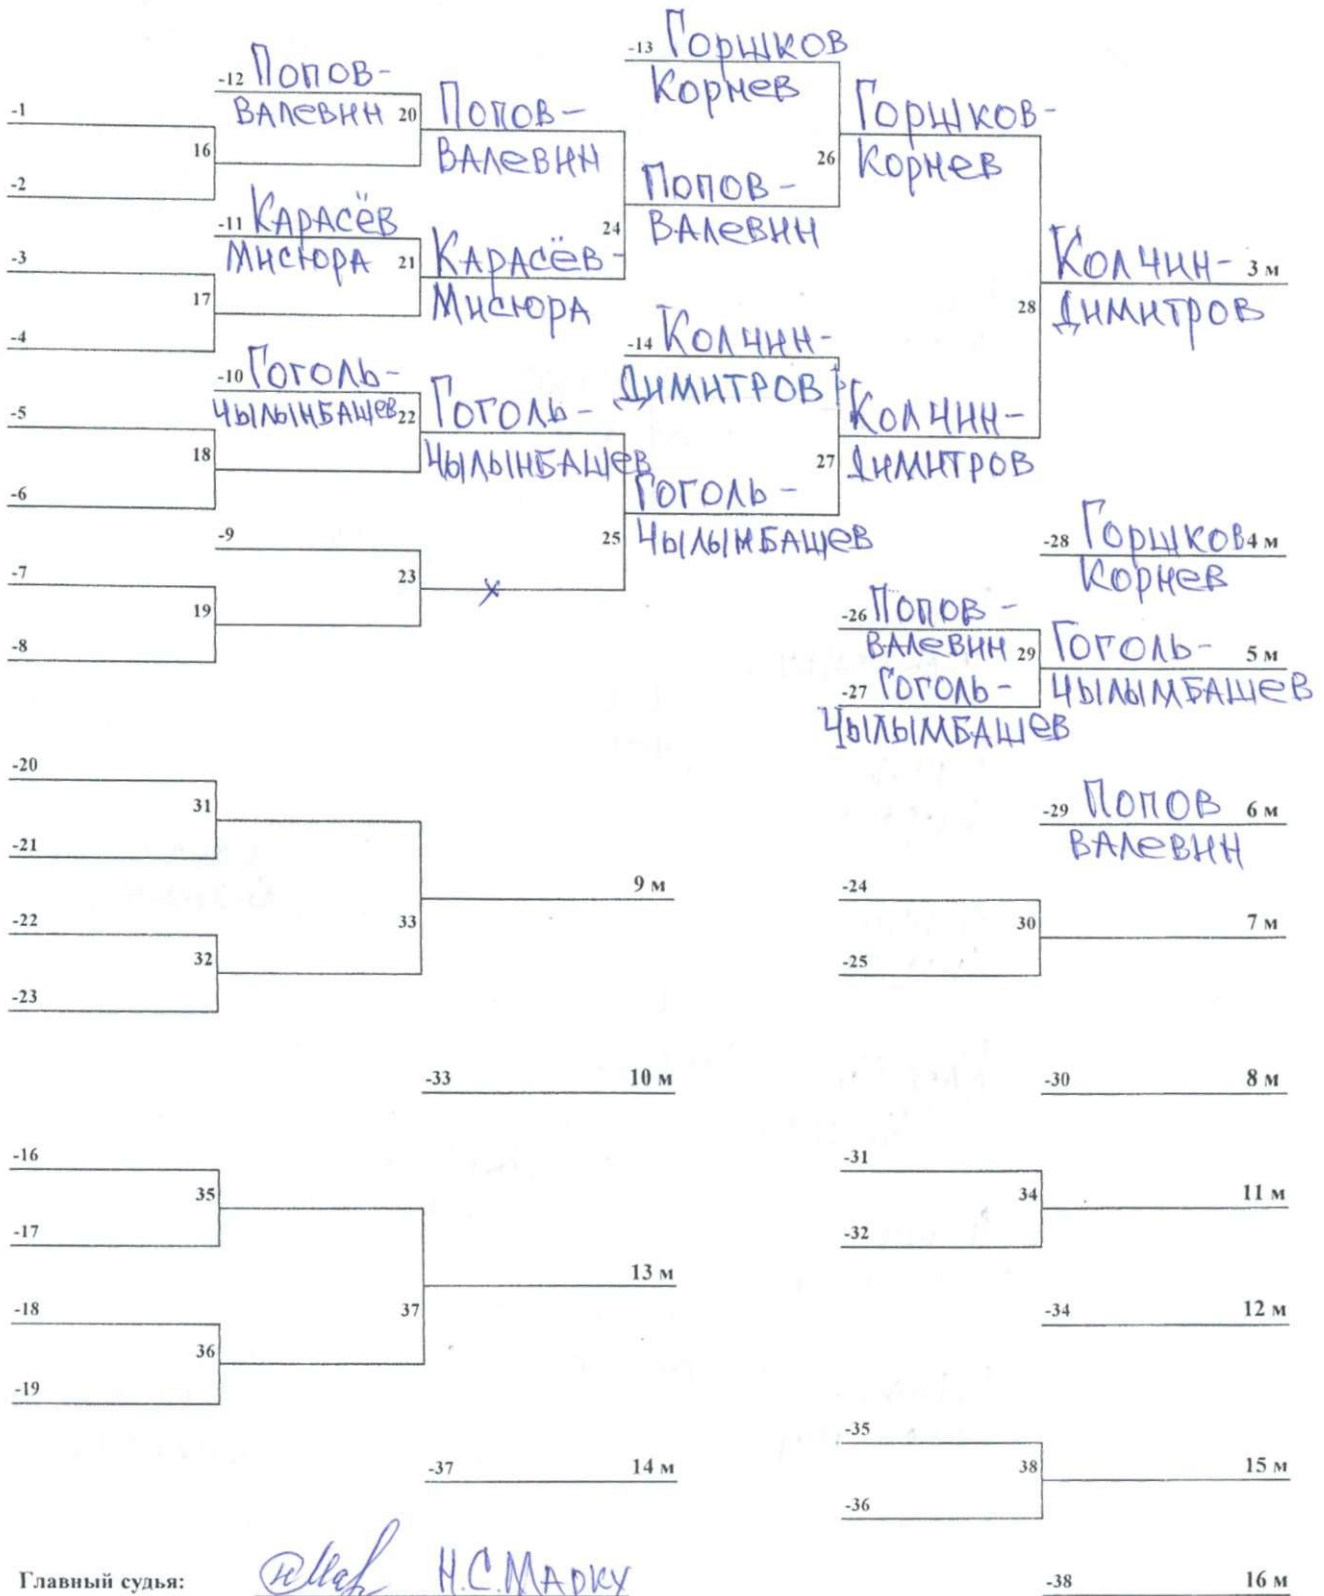 -13 Горшков
Корнев
-12 Попов-
Валевин 20
Попов-
Валевин
Горшков-
Корнев
26
-1
16
-2
Попов-
Валевин
24
-11 Карасёв
Мисюра 21
Карасёв-
Мисюра
-3
17
-4
Колчин- 3 м
Димитров
28
-14 Колчин-
Димитров
-10 Гоголь-
Чылынбашев 22
Гоголь-
Чылынбашев
Колчин-
Димитров
27
-5
18
-6
Гоголь-
Чылымбашев
25
-9
23
х
-7
19
-8
-28 Горшков 4 м
Корнев
-26 Попов-
Валевин 29
-27 Гоголь-
Чылымбашев
Гоголь- 5 м
Чылымбашев
-20
31
-21
-29 Попов 6 м
Валевин
9 м
33
-22
32
-23
-24
30
-25
7 м
-33 10 м
-30 8 м
-16
35
-17
-31
34
-32
11 м
13 м
37
-18
36
-19
-34 12 м
-35
38
-36
15 м
-37 14 м
Главный судья: Н.С. Марку
-38 16 м